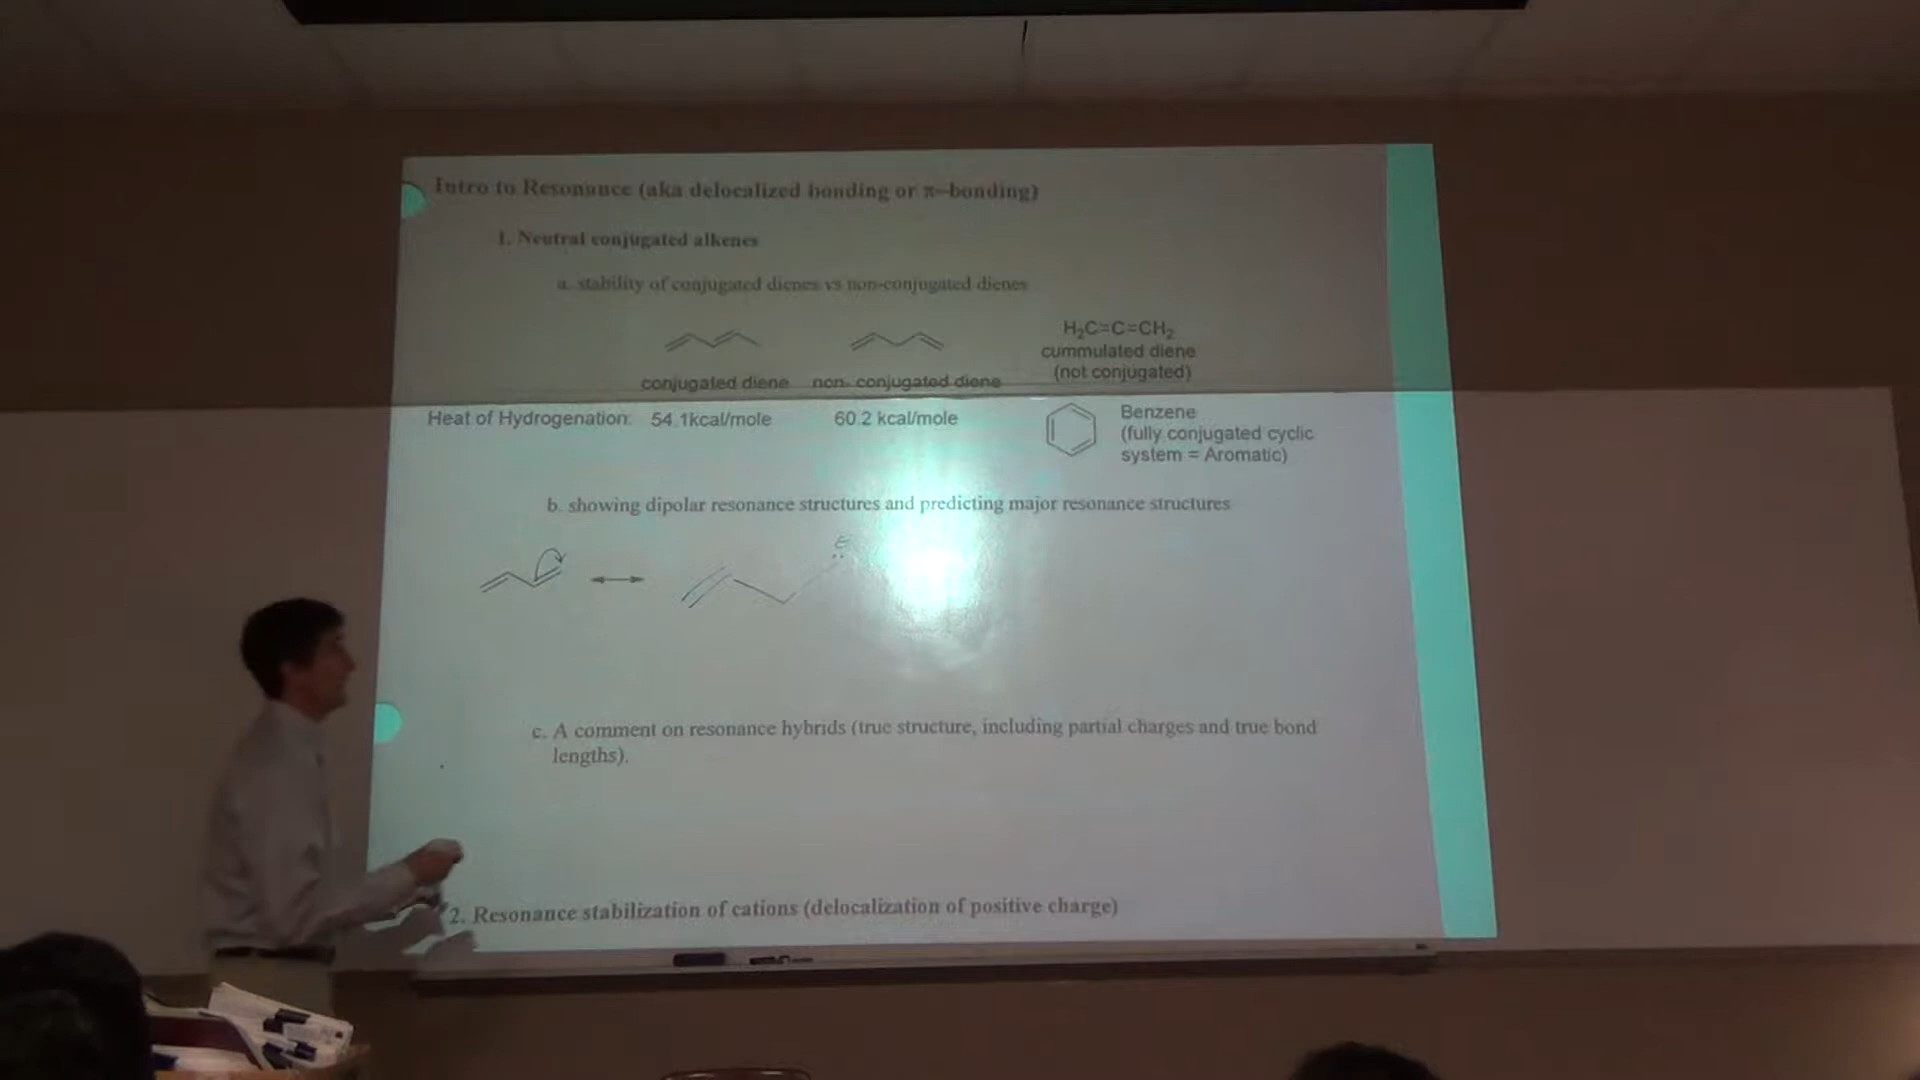 Intro to Resonance (aka delocalized bonding or π-bonding)
1. Neutral conjugated alkenes
a. stability of conjugated dienes vs non-conjugated dienes
H₂C=C=CH₂
cummulated diene
(not conjugated)
conjugated diene non- conjugated diene
Heat of Hydrogenation: 54.1kcal/mole 60.2 kcal/mole
Benzene
(fully conjugated cyclic
system = Aromatic)
b. showing dipolar resonance structures and predicting major resonance structures
c. A comment on resonance hybrids (true structure, including partial charges and true bond
lengths).
2. Resonance stabilization of cations (delocalization of positive charge)